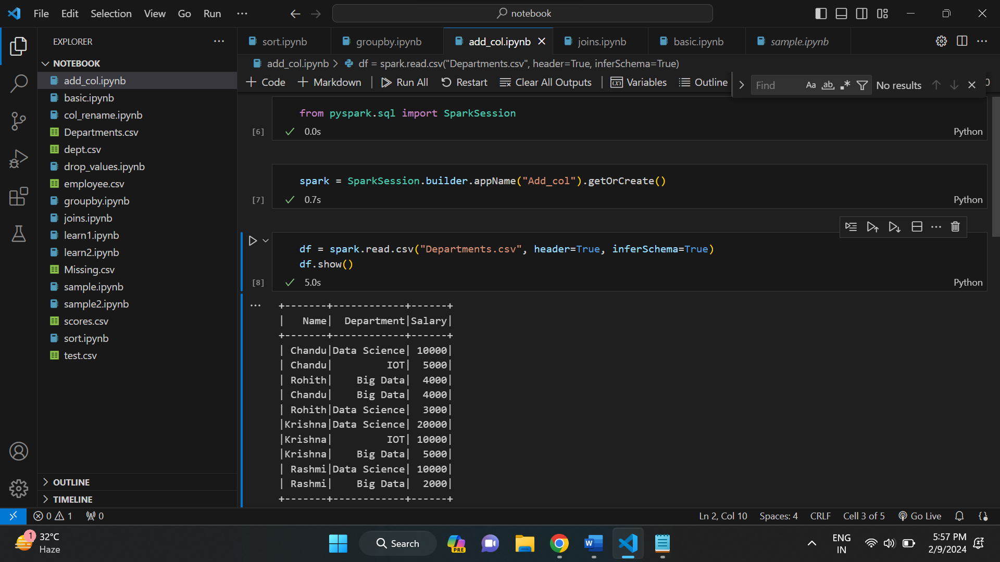 File Edit Selection View Go Run ...
notebook
EXPLORER
NOTEBOOK
add_col.ipynb
basic.ipynb
col_rename.ipynb
Departments.csv
dept.csv
drop_values.ipynb
employee.csv
groupby.ipynb
joins.ipynb
learn1.ipynb
learn2.ipynb
Missing.csv
sample.ipynb
sample2.ipynb
scores.csv
sort.ipynb
test.csv
OUTLINE
TIMELINE
sort.ipynb groupby.ipynb add_col.ipynb joins.ipynb basic.ipynb sample.ipynb
add_col.ipynb > df = spark.read.csv("Departments.csv", header=True, inferSchema=True)
+ Code + Markdown | Run All Restart Clear All Outputs | Variables Outline
Find Aa ab No results
from pyspark.sql import SparkSession
[6] 0.0s Python
spark = SparkSession.builder.appName("Add_col").getOrCreate()
[7] 0.7s Python
df = spark.read.csv("Departments.csv", header=True, inferSchema=True)
df.show()
[8] 5.0s Python
+-------+------------+------+
|   Name|  Department|Salary|
+-------+------------+------+
| Chandu|Data Science| 10000|
| Chandu|         IOT|  5000|
| Rohith|    Big Data|  4000|
| Chandu|    Big Data|  4000|
| Rohith|Data Science|  3000|
|Krishna|Data Science| 20000|
|Krishna|         IOT| 10000|
|Krishna|    Big Data|  5000|
| Rashmi|Data Science| 10000|
| Rashmi|    Big Data|  2000|
+-------+------------+------+
0 1 0 Ln 2, Col 10 Spaces: 4 CRLF Cell 3 of 5 Go Live
1 32°C
Haze
Search
PRE
W
ENG
IN
5:57 PM
2/9/2024